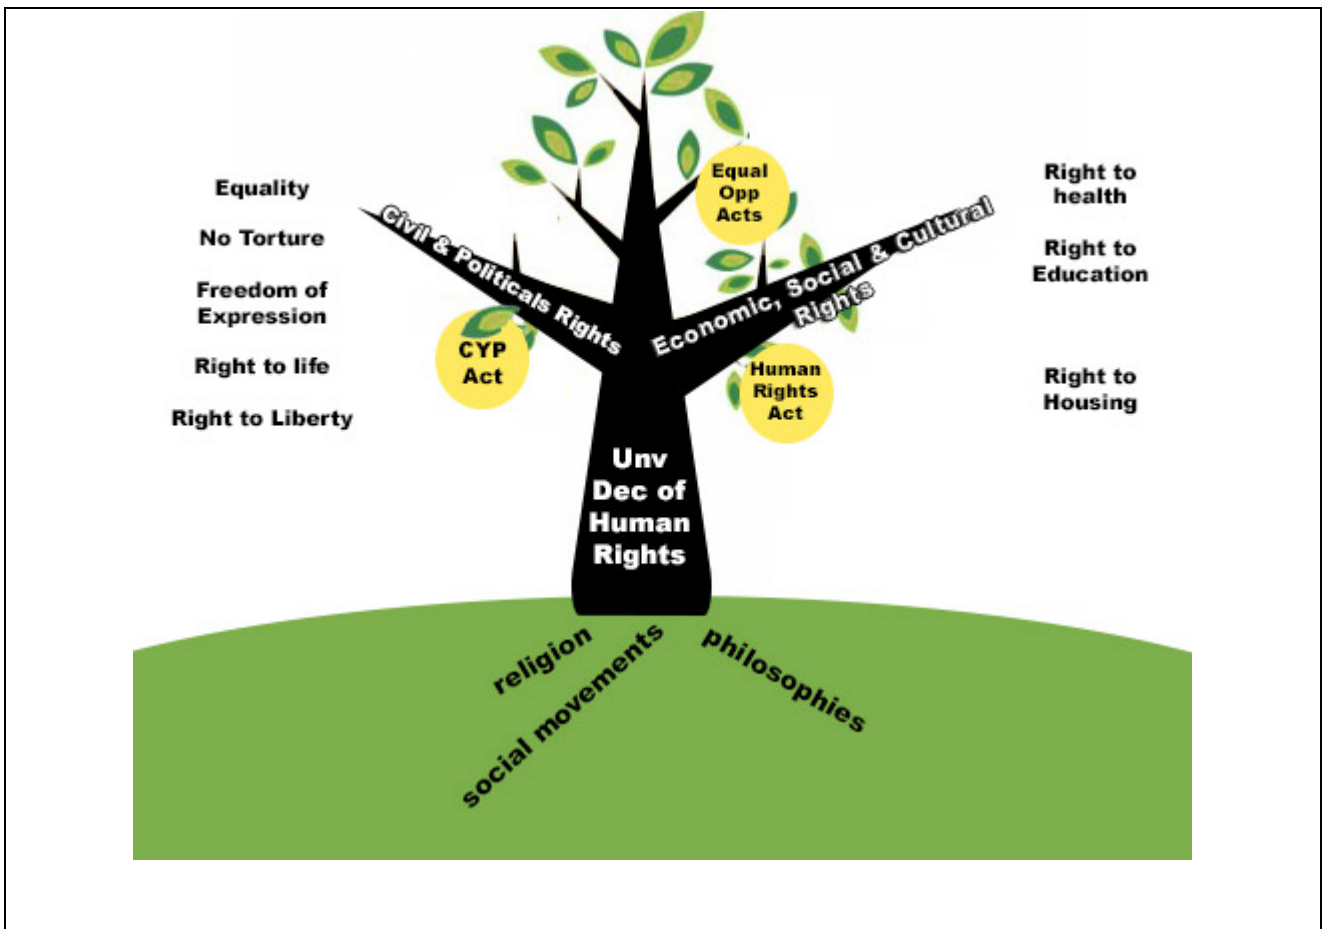 Equality
No Torture
Freedom of
Expression
Right to life
Right to Liberty
Civil & Politicals Rights
CYP
Act
Equal
Opp
Acts
Economic, Social & Cultural
Rights
Human
Rights
Act
Right to
health
Right to
Education
Right to
Housing
Unv
Dec of
Human
Rights
religion
social movements
philosophies